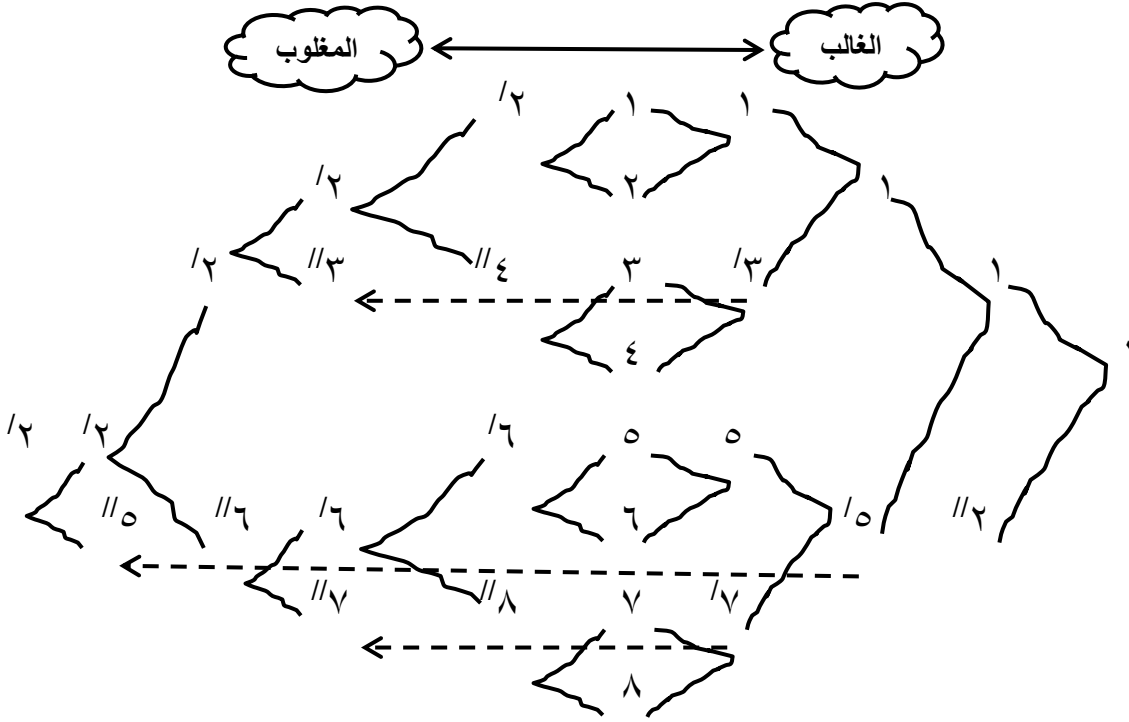 الغالب المغلوب
١ ١ ٢/
١ ٢ ٢/
١ ٣/ ٣ ٤// ٣// ٢/
٤
٥ ٥ ٦/ ٢/ ٢/
٢// ٥/ ٦ ٦/ ٦// ٥//
٧/ ٧ ٨// ٧//
٨